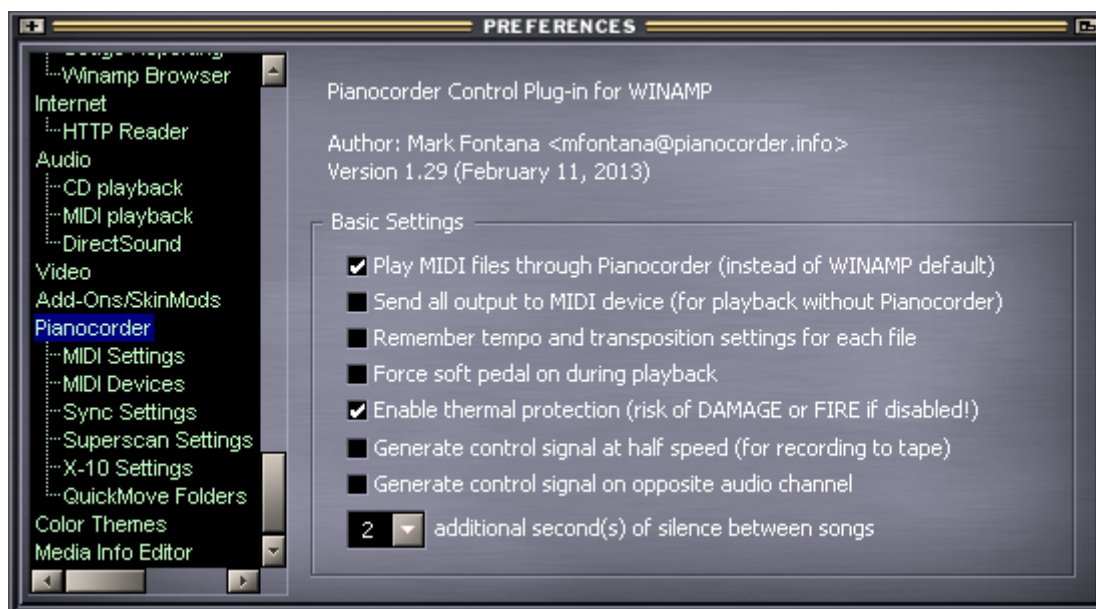 PREFERENCES
Winamp Browser
Internet
HTTP Reader
Audio
CD playback
MIDI playback
DirectSound
Video
Add-Ons/SkinMods
Pianocorder
MIDI Settings
MIDI Devices
Sync Settings
Superscan Settings
X-10 Settings
QuickMove Folders
Color Themes
Media Info Editor
Pianocorder Control Plug-in for WINAMP
Author: Mark Fontana <mfontana@pianocorder.info>
Version 1.29 (February 11, 2013)
Basic Settings
Play MIDI files through Pianocorder (instead of WINAMP default)
Send all output to MIDI device (for playback without Pianocorder)
Remember tempo and transposition settings for each file
Force soft pedal on during playback
Enable thermal protection (risk of DAMAGE or FIRE if disabled!)
Generate control signal at half speed (for recording to tape)
Generate control signal on opposite audio channel
2 additional second(s) of silence between songs